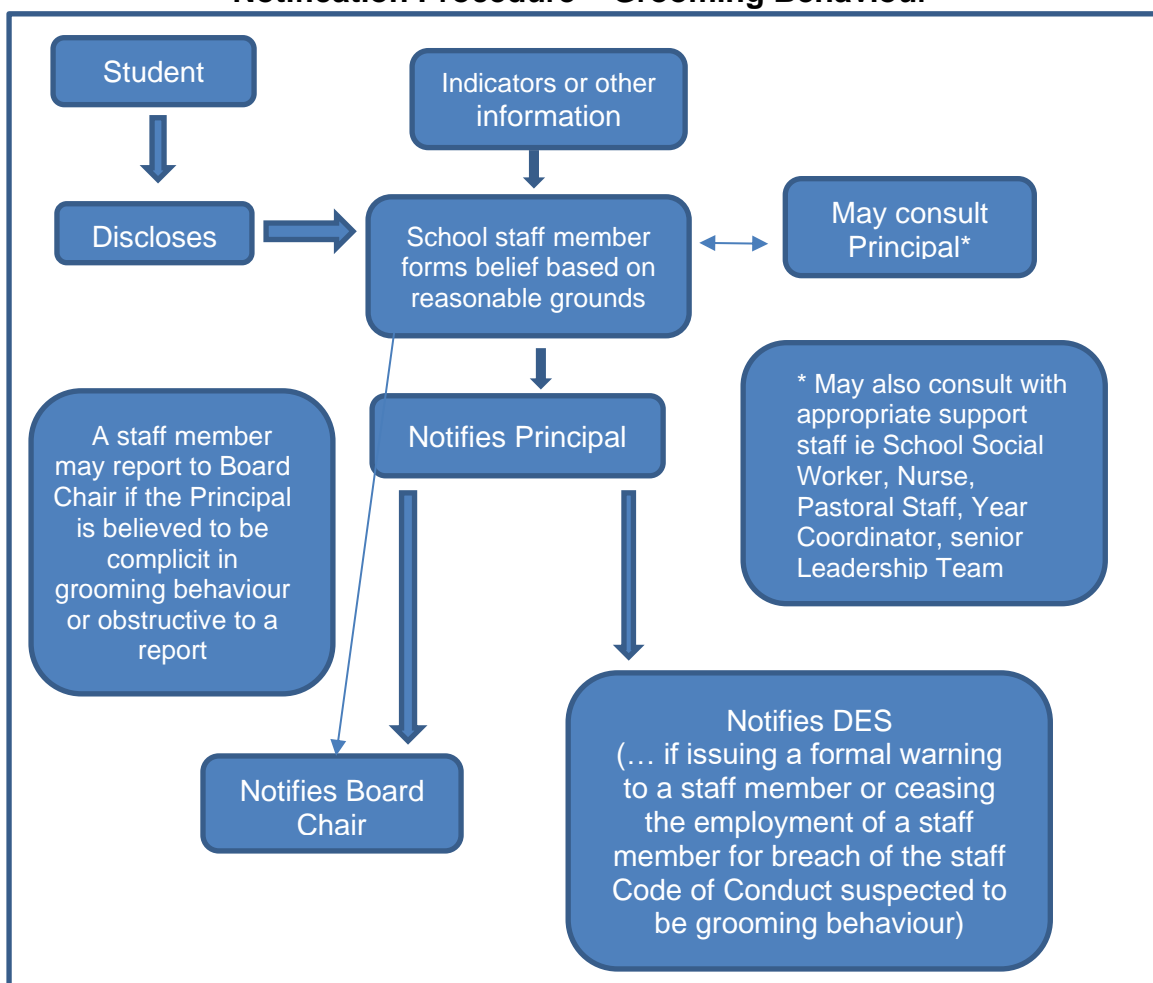 Notification Procedure – Grooming Behaviour
Student
Indicators or other
information
Discloses
School staff member
forms belief based on
reasonable grounds
May consult
Principal*
* May also consult with
appropriate support
staff ie School Social
Worker, Nurse,
Pastoral Staff, Year
Coordinator, senior
Leadership Team
Notifies Principal
A staff member
may report to Board
Chair if the Principal
is believed to be
complicit in
grooming behaviour
or obstructive to a
report
Notifies Board
Chair
Notifies DES
(… if issuing a formal warning
to a staff member or ceasing
the employment of a staff
member for breach of the staff
Code of Conduct suspected to
be grooming behaviour)